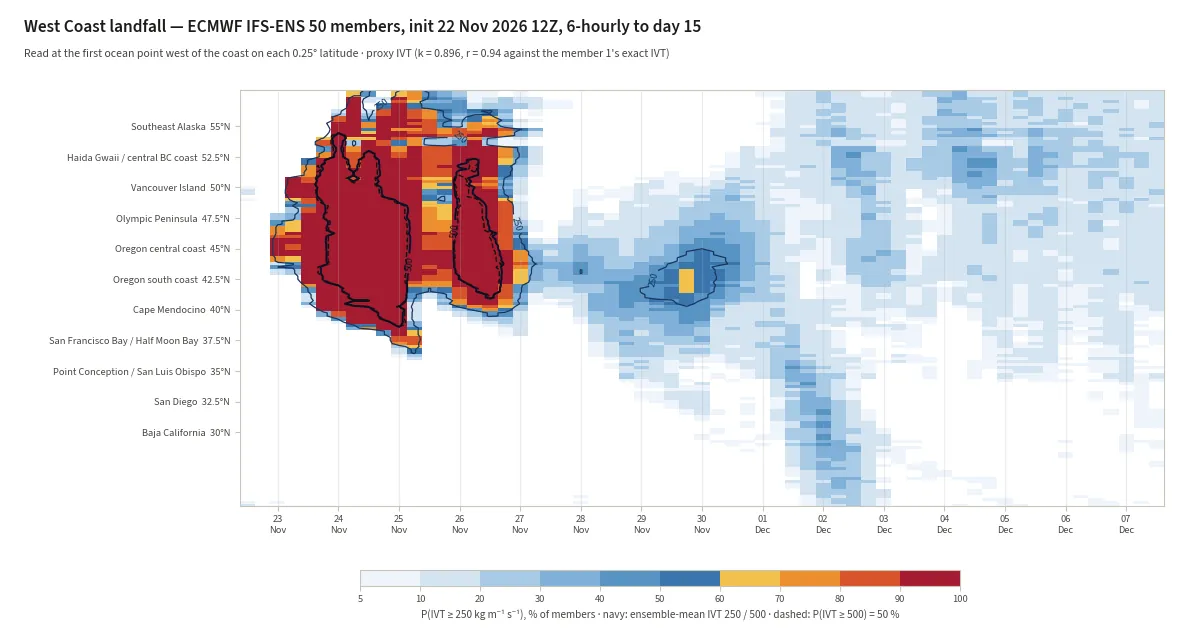 West Coast landfall — ECMWF IFS-ENS 50 members, init 22 Nov 2026 12Z, 6-hourly to day 15
Read at the first ocean point west of the coast on each 0.25° latitude · proxy IVT (k = 0.896, r = 0.94 against the member 1's exact IVT)
Southeast Alaska 55°N
Haida Gwaii / central BC coast 52.5°N
Vancouver Island 50°N
Olympic Peninsula 47.5°N
Oregon central coast 45°N
Oregon south coast 42.5°N
Cape Mendocino 40°N
San Francisco Bay / Half Moon Bay 37.5°N
Point Conception / San Luis Obispo 35°N
San Diego 32.5°N
Baja California 30°N
500
500
250
250
23 24 25 26 27 28 29 30 01 02 03 04 05 06 07
Nov Nov Nov Nov Nov Nov Nov Nov Dec Dec Dec Dec Dec Dec Dec
5 10 20 30 40 50 60 70 80 90 100
P(IVT ≥ 250 kg m⁻¹ s⁻¹), % of members · navy: ensemble-mean IVT 250 / 500 · dashed: P(IVT ≥ 500) = 50 %